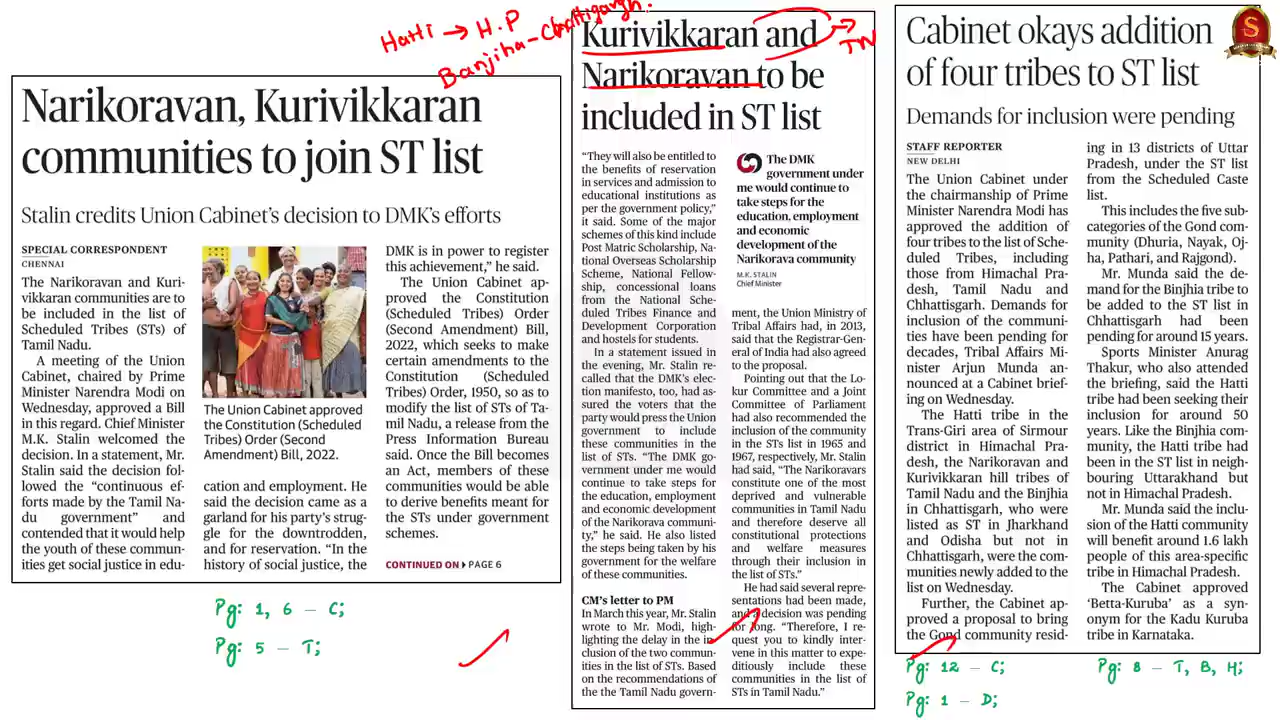 Hatti → H.P
Banjiha - Chattigargh.
→ TN
Narikoravan, Kurivikkaran
communities to join ST list
Stalin credits Union Cabinet's decision to DMK's efforts
SPECIAL CORRESPONDENT
CHENNAI
The Narikoravan and Kuri-
vikkaran communities are to
be included in the list of
Scheduled Tribes (STs) of
Tamil Nadu.
A meeting of the Union
Cabinet, chaired by Prime
Minister Narendra Modi on
Wednesday, approved a Bill
in this regard. Chief Minister
M.K. Stalin welcomed the
decision. In a statement, Mr.
Stalin said the decision fol-
lowed the "continuous ef-
forts made by the Tamil Na-
du government" and
contended that it would help
the youth of these commun-
ities get social justice in edu-
The Union Cabinet approved
the Constitution (Scheduled
Tribes) Order (Second
Amendment) Bill, 2022.
cation and employment. He
said the decision came as a
garland for his party's strug-
gle for the downtrodden,
and for reservation. "In the
history of social justice, the
DMK is in power to register
this achievement," he said.
The Union Cabinet ap-
proved the Constitution
(Scheduled Tribes) Order
(Second Amendment) Bill,
2022, which seeks to make
certain amendments to the
Constitution (Scheduled
Tribes) Order, 1950, so as to
modify the list of STs of Ta-
mil Nadu, a release from the
Press Information Bureau
said. Once the Bill becomes
an Act, members of these
communities would be able
to derive benefits meant for
the STs under government
schemes.
CONTINUED ON PAGE 6
Pg: 1, 6 - C;
Pg: 5 - T;
Kurivikkaran and
Narikoravan to be
included in ST list
"They will also be entitled to
the benefits of reservation
in services and admission to
educational institutions as
per the government policy,"
it said. Some of the major
schemes of this kind include
Post Matric Scholarship, Na-
tional Overseas Scholarship
Scheme, National Fellow-
ship, concessional loans
from the National Sche-
duled Tribes Finance and
Development Corporation
and hostels for students.
In a statement issued in
the evening, Mr. Stalin re-
called that the DMK's elec-
tion manifesto, too, had as-
sured the voters that the
party would press the Union
government to include
these communities in the
list of STs. "The DMK go-
vernment under me would
continue to take steps for
the education, employment
and economic development
of the Narikorava communi-
ty," he said. He also listed
the steps being taken by his
government for the welfare
of these communities.
CM's letter to PM
In March this year, Mr. Stalin
wrote to Mr. Modi, high-
lighting the delay in the in-
clusion of the two commun-
ities in the list of STs. Based
on the recommendations of
the the Tamil Nadu govern-
The DMK
government under
me would continue to
take steps for the
education, employment
and economic
development of the
Narikorava community
M.K. STALIN
Chief Minister
ment, the Union Ministry of
Tribal Affairs had, in 2013,
said that the Registrar-Gen-
eral of India had also agreed
to the proposal.
Pointing out that the Lo-
kur Committee and a Joint
Committee of Parliament
had also recommended the
inclusion of the community
in the STs list in 1965 and
1967, respectively, Mr. Stalin
had said, "The Narikoravars
constitute one of the most
deprived and vulnerable
communities in Tamil Nadu
and therefore deserve all
constitutional protections
and welfare measures
through their inclusion in
the list of STs."
He had said several repre-
sentations had been made,
and a decision was pending
for long. "Therefore, I re-
quest you to kindly inter-
vene in this matter to expe-
ditiously include these
communities in the list of
STs in Tamil Nadu."
Cabinet okays addition
of four tribes to ST list
Demands for inclusion were pending
STAFF REPORTER
NEW DELHI
The Union Cabinet under
the chairmanship of Prime
Minister Narendra Modi has
approved the addition of
four tribes to the list of Sche-
duled Tribes, including
those from Himachal Pra-
desh, Tamil Nadu and
Chhattisgarh. Demands for
inclusion of the communi-
ties have been pending for
decades, Tribal Affairs Mi-
nister Arjun Munda an-
nounced at a Cabinet brief-
ing on Wednesday.
The Hatti tribe in the
Trans-Giri area of Sirmour
district in Himachal Pra-
desh, the Narikoravan and
Kurivikkaran hill tribes of
Tamil Nadu and the Binjhia
in Chhattisgarh, who were
listed as ST in Jharkhand
and Odisha but not in
Chhattisgarh, were the com-
munities newly added to the
list on Wednesday.
Further, the Cabinet ap-
proved a proposal to bring
the Gond community resid-
ing in 13 districts of Uttar
Pradesh, under the ST list
from the Scheduled Caste
list.
This includes the five sub-
categories of the Gond com-
munity (Dhuria, Nayak, Oj-
ha, Pathari, and Rajgond).
Mr. Munda said the de-
mand for the Binjhia tribe to
be added to the ST list in
Chhattisgarh had been
pending for around 15 years.
Sports Minister Anurag
Thakur, who also attended
the briefing, said the Hatti
tribe had been seeking their
inclusion for around 50
years. Like the Binjhia com-
munity, the Hatti tribe had
been in the ST list in neigh-
bouring Uttarakhand but
not in Himachal Pradesh.
Mr. Munda said the inclu-
sion of the Hatti community
will benefit around 1.6 lakh
people of this area-specific
tribe in Himachal Pradesh.
The Cabinet approved
'Betta-Kuruba' as a syn-
onym for the Kadu Kuruba
tribe in Karnataka.
Pg: 12 - C;
Pg: 1 - D;
Pg: 8 - T, B, H;
S